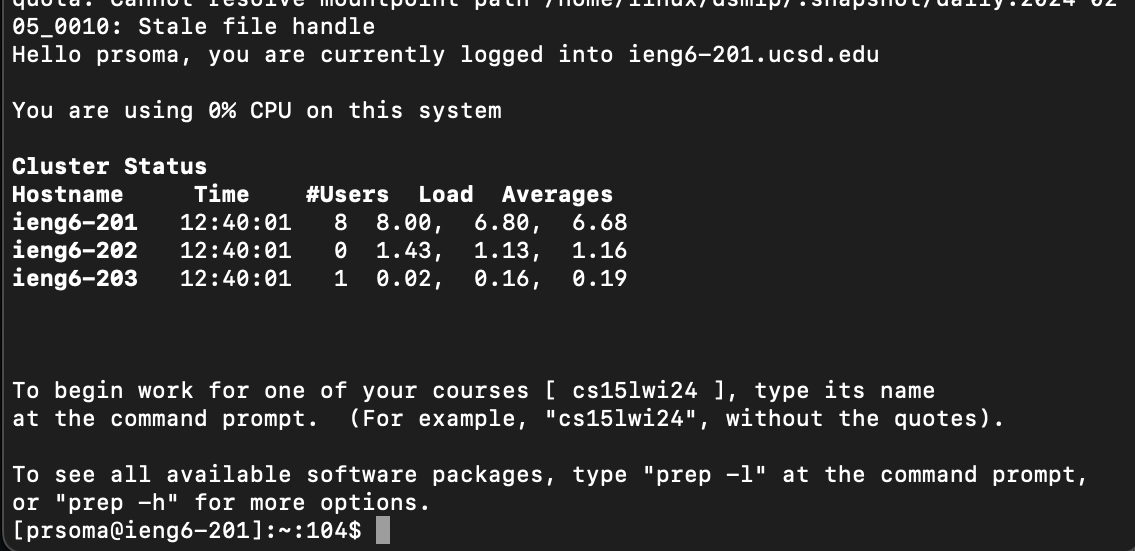 quota: Cannot resolve mountpoint path /home/linux/dsmlp/.snapshot/daily.2024-02
05_0010: Stale file handle
Hello prsoma, you are currently logged into ieng6-201.ucsd.edu
You are using 0% CPU on this system
Cluster Status
Hostname     Time    #Users  Load  Averages
ieng6-201   12:40:01   8  8.00,  6.80,  6.68
ieng6-202   12:40:01   0  1.43,  1.13,  1.16
ieng6-203   12:40:01   1  0.02,  0.16,  0.19
To begin work for one of your courses [ cs15lwi24 ], type its name
at the command prompt.  (For example, "cs15lwi24", without the quotes).
To see all available software packages, type "prep -l" at the command prompt,
or "prep -h" for more options.
[prsoma@ieng6-201]:~:104$